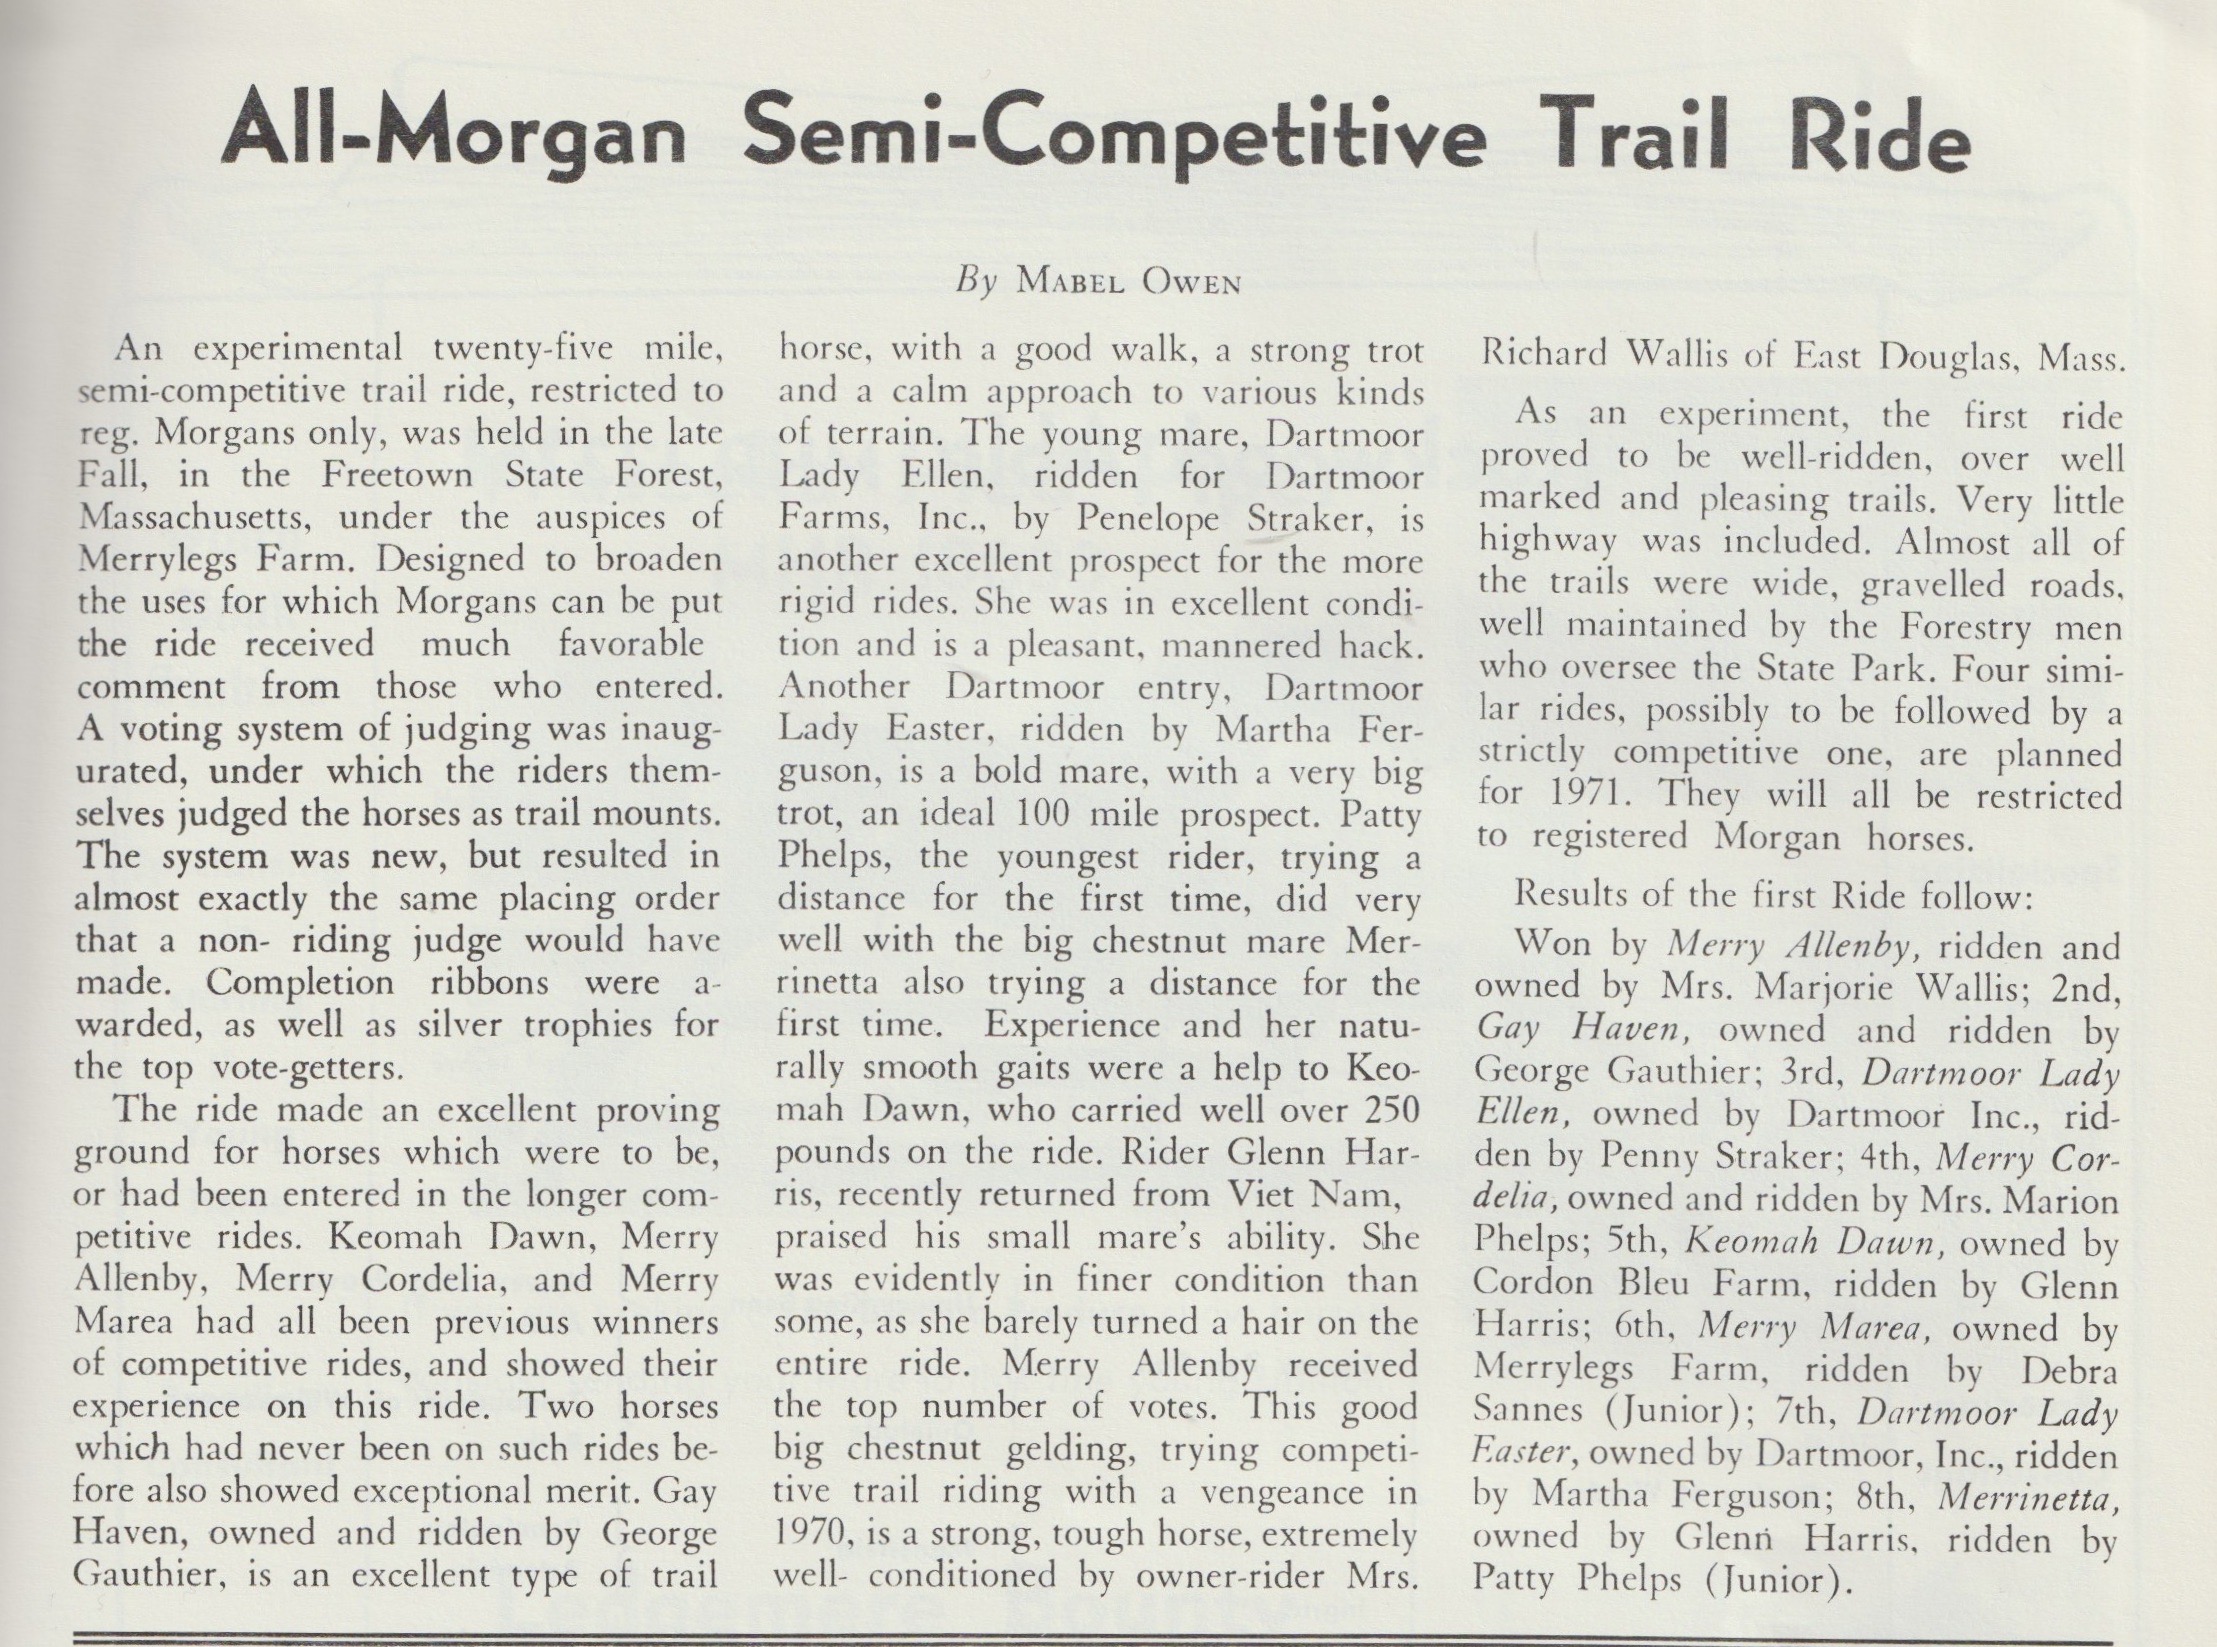 All-Morgan Semi-Competitive Trail Ride
By MABEL OWEN
An experimental twenty-five mile,
semi-competitive trail ride, restricted to
reg. Morgans only, was held in the late
Fall, in the Freetown State Forest,
Massachusetts, under the auspices of
Merrylegs Farm. Designed to broaden
the uses for which Morgans can be put
the ride received much favorable
comment from those who entered.
A voting system of judging was inaug-
urated, under which the riders them-
selves judged the horses as trail mounts.
The system was new, but resulted in
almost exactly the same placing order
that a non- riding judge would have
made. Completion ribbons were a-
warded, as well as silver trophies for
the top vote-getters.
The ride made an excellent proving
ground for horses which were to be,
or had been entered in the longer com-
petitive rides. Keomah Dawn, Merry
Allenby, Merry Cordelia, and Merry
Marea had all been previous winners
of competitive rides, and showed their
experience on this ride. Two horses
which had never been on such rides be-
fore also showed exceptional merit. Gay
Haven, owned and ridden by George
Gauthier, is an excellent type of trail
horse, with a good walk, a strong trot
and a calm approach to various kinds
of terrain. The young mare, Dartmoor
Lady Ellen, ridden for Dartmoor
Farms, Inc., by Penelope Straker, is
another excellent prospect for the more
rigid rides. She was in excellent condi-
tion and is a pleasant, mannered hack.
Another Dartmoor entry, Dartmoor
Lady Easter, ridden by Martha Fer-
guson, is a bold mare, with a very big
trot, an ideal 100 mile prospect. Patty
Phelps, the youngest rider, trying a
distance for the first time, did very
well with the big chestnut mare Mer-
rinetta also trying a distance for the
first time. Experience and her natu-
rally smooth gaits were a help to Keo-
mah Dawn, who carried well over 250
pounds on the ride. Rider Glenn Har-
ris, recently returned from Viet Nam,
praised his small mare's ability. She
was evidently in finer condition than
some, as she barely turned a hair on the
entire ride. Merry Allenby received
the top number of votes. This good
big chestnut gelding, trying competi-
tive trail riding with a vengeance in
1970, is a strong, tough horse, extremely
well- conditioned by owner-rider Mrs.
Richard Wallis of East Douglas, Mass.
As an experiment, the first ride
proved to be well-ridden, over well
marked and pleasing trails. Very little
highway was included. Almost all of
the trails were wide, gravelled roads,
well maintained by the Forestry men
who oversee the State Park. Four simi-
lar rides, possibly to be followed by a
strictly competitive one, are planned
for 1971. They will all be restricted
to registered Morgan horses.
Results of the first Ride follow:
Won by Merry Allenby, ridden and
owned by Mrs. Marjorie Wallis; 2nd,
Gay Haven, owned and ridden by
George Gauthier; 3rd, Dartmoor Lady
Ellen, owned by Dartmoor Inc., rid-
den by Penny Straker; 4th, Merry Cor-
delia, owned and ridden by Mrs. Marion
Phelps; 5th, Keomah Dawn, owned by
Cordon Bleu Farm, ridden by Glenn
Harris; 6th, Merry Marea, owned by
Merrylegs Farm, ridden by Debra
Sannes (Junior); 7th, Dartmoor Lady
Easter, owned by Dartmoor, Inc., ridden
by Martha Ferguson; 8th, Merrinetta,
owned by Glenn Harris, ridden by
Patty Phelps (Junior).